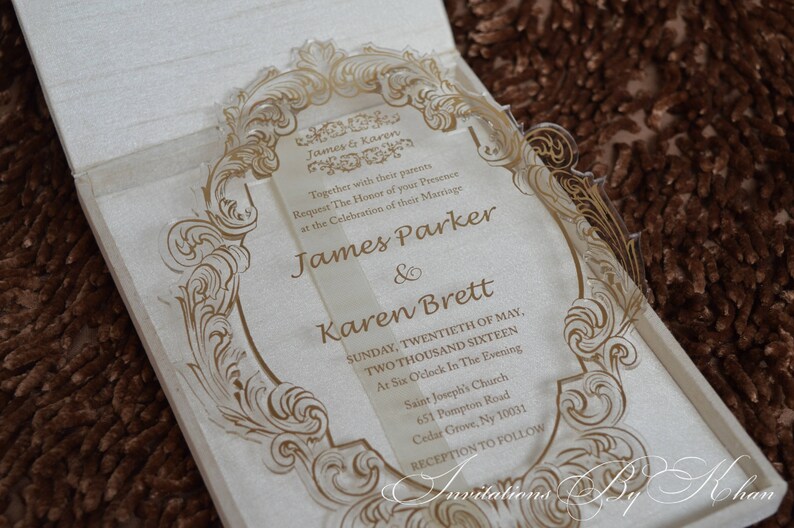 James & Karen
Together with their parents
Request The Honor of your Presence
at the Celebration of their Marriage
James Parker
&
Karen Brett
SUNDAY, TWENTIETH OF MAY,
TWO THOUSAND SIXTEEN
At Six O'Clock In The Evening
Saint Joseph's Church
651 Pompton Road
Cedar Grove, Ny 10031
RECEPTION TO FOLLOW
Invitations By Khan